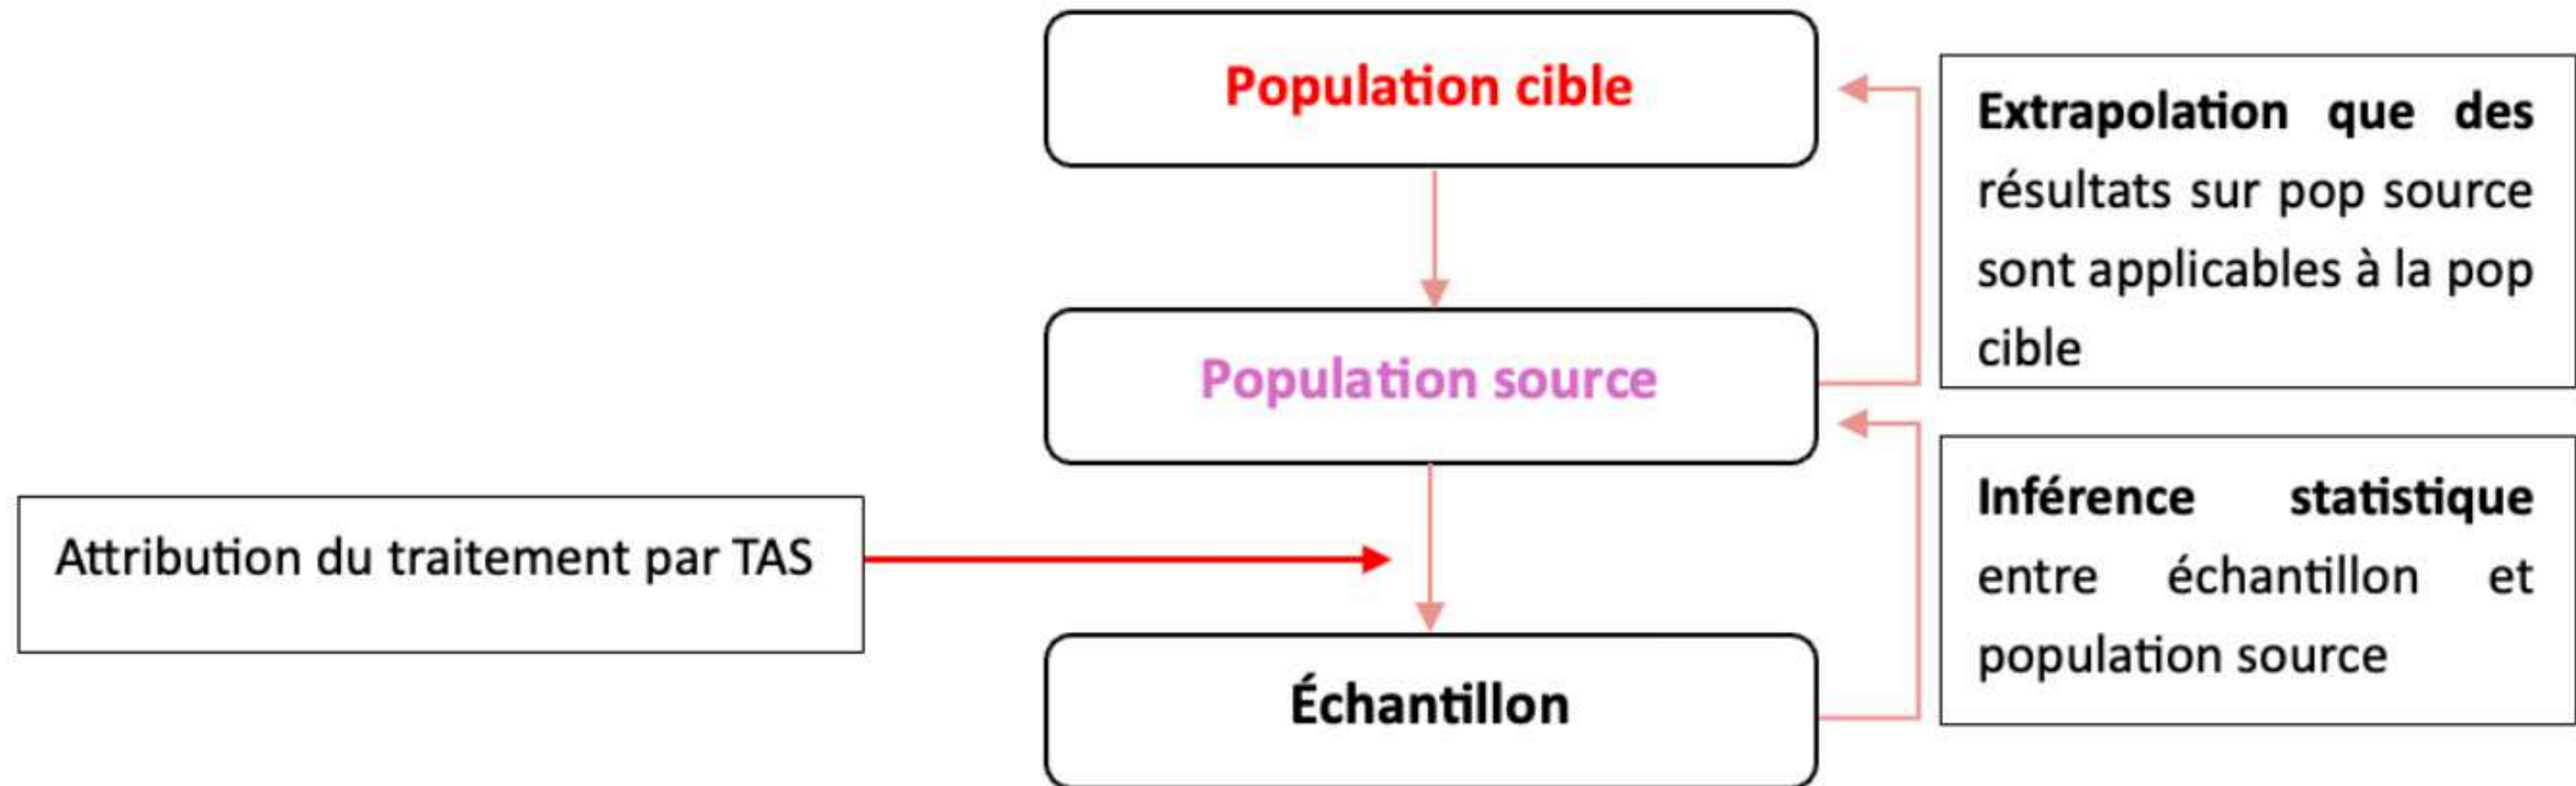 Population cible
Extrapolation que des
résultats sur pop source
sont applicables à la pop
cible
Population source
Inférence statistique
entre échantillon et
population source
Attribution du traitement par TAS
Échantillon